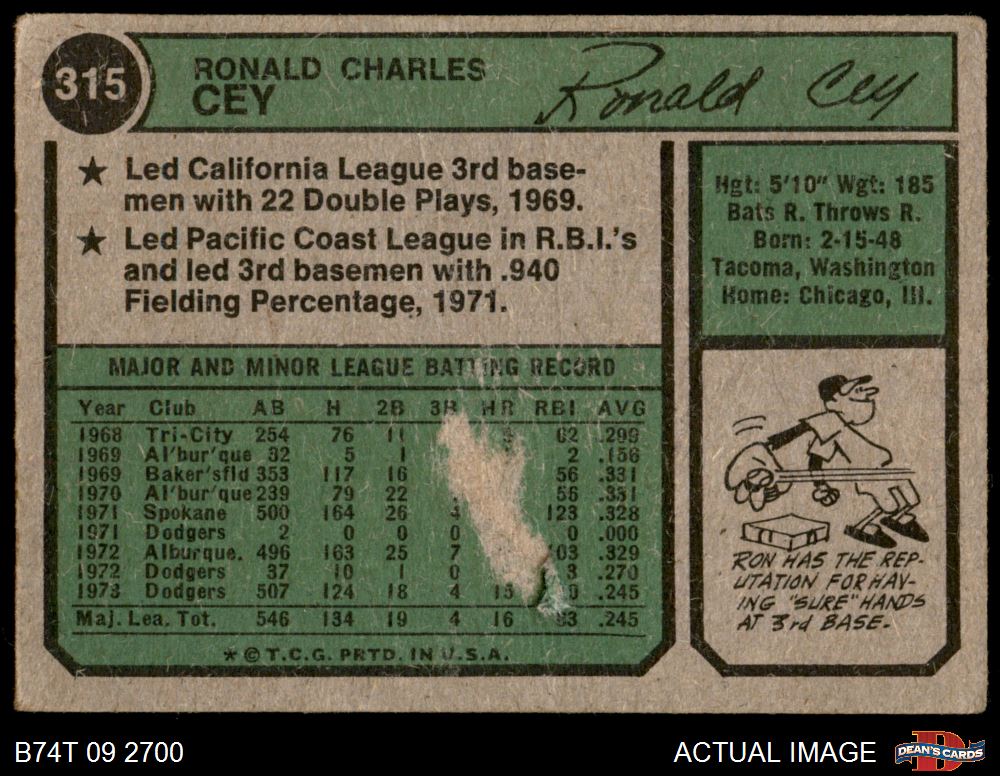 315
RONALD CHARLES
CEY
Ronald Cey
★ Led California League 3rd base-
men with 22 Double Plays, 1969.
★ Led Pacific Coast League in R.B.I.'s
and led 3rd basemen with .940
Fielding Percentage, 1971.
Hgt: 5'10" Wgt: 185
Bats R. Throws R.
Born: 2-15-48
Tacoma, Washington
Home: Chicago, Ill.
MAJOR AND MINOR LEAGUE BATTING RECORD
Year Club AB H 2B 3B HR RBI AVG
1968 Tri-City 254 76 11 62 .299
1969 Al'bur'que 32 5 1 2 .156
1969 Baker'sfld 353 117 16 56 .331
1970 Al'bur'que 239 79 22 56 .331
1971 Spokane 500 164 26 4 123 .328
1971 Dodgers 2 0 0 0 0 .000
1972 Alburque. 496 163 25 7 103 .329
1972 Dodgers 37 10 1 0 3 .270
1973 Dodgers 507 124 18 4 15 .245
Maj. Lea. Tot. 546 134 19 4 16 83 .245
★ © T.C.G. PRTD. IN U.S.A.
RON HAS THE REP-
UTATION FOR HAV-
ING "SURE" HANDS
AT 3rd BASE.
B74T 09 2700
ACTUAL IMAGE
DEAN'S CARDS